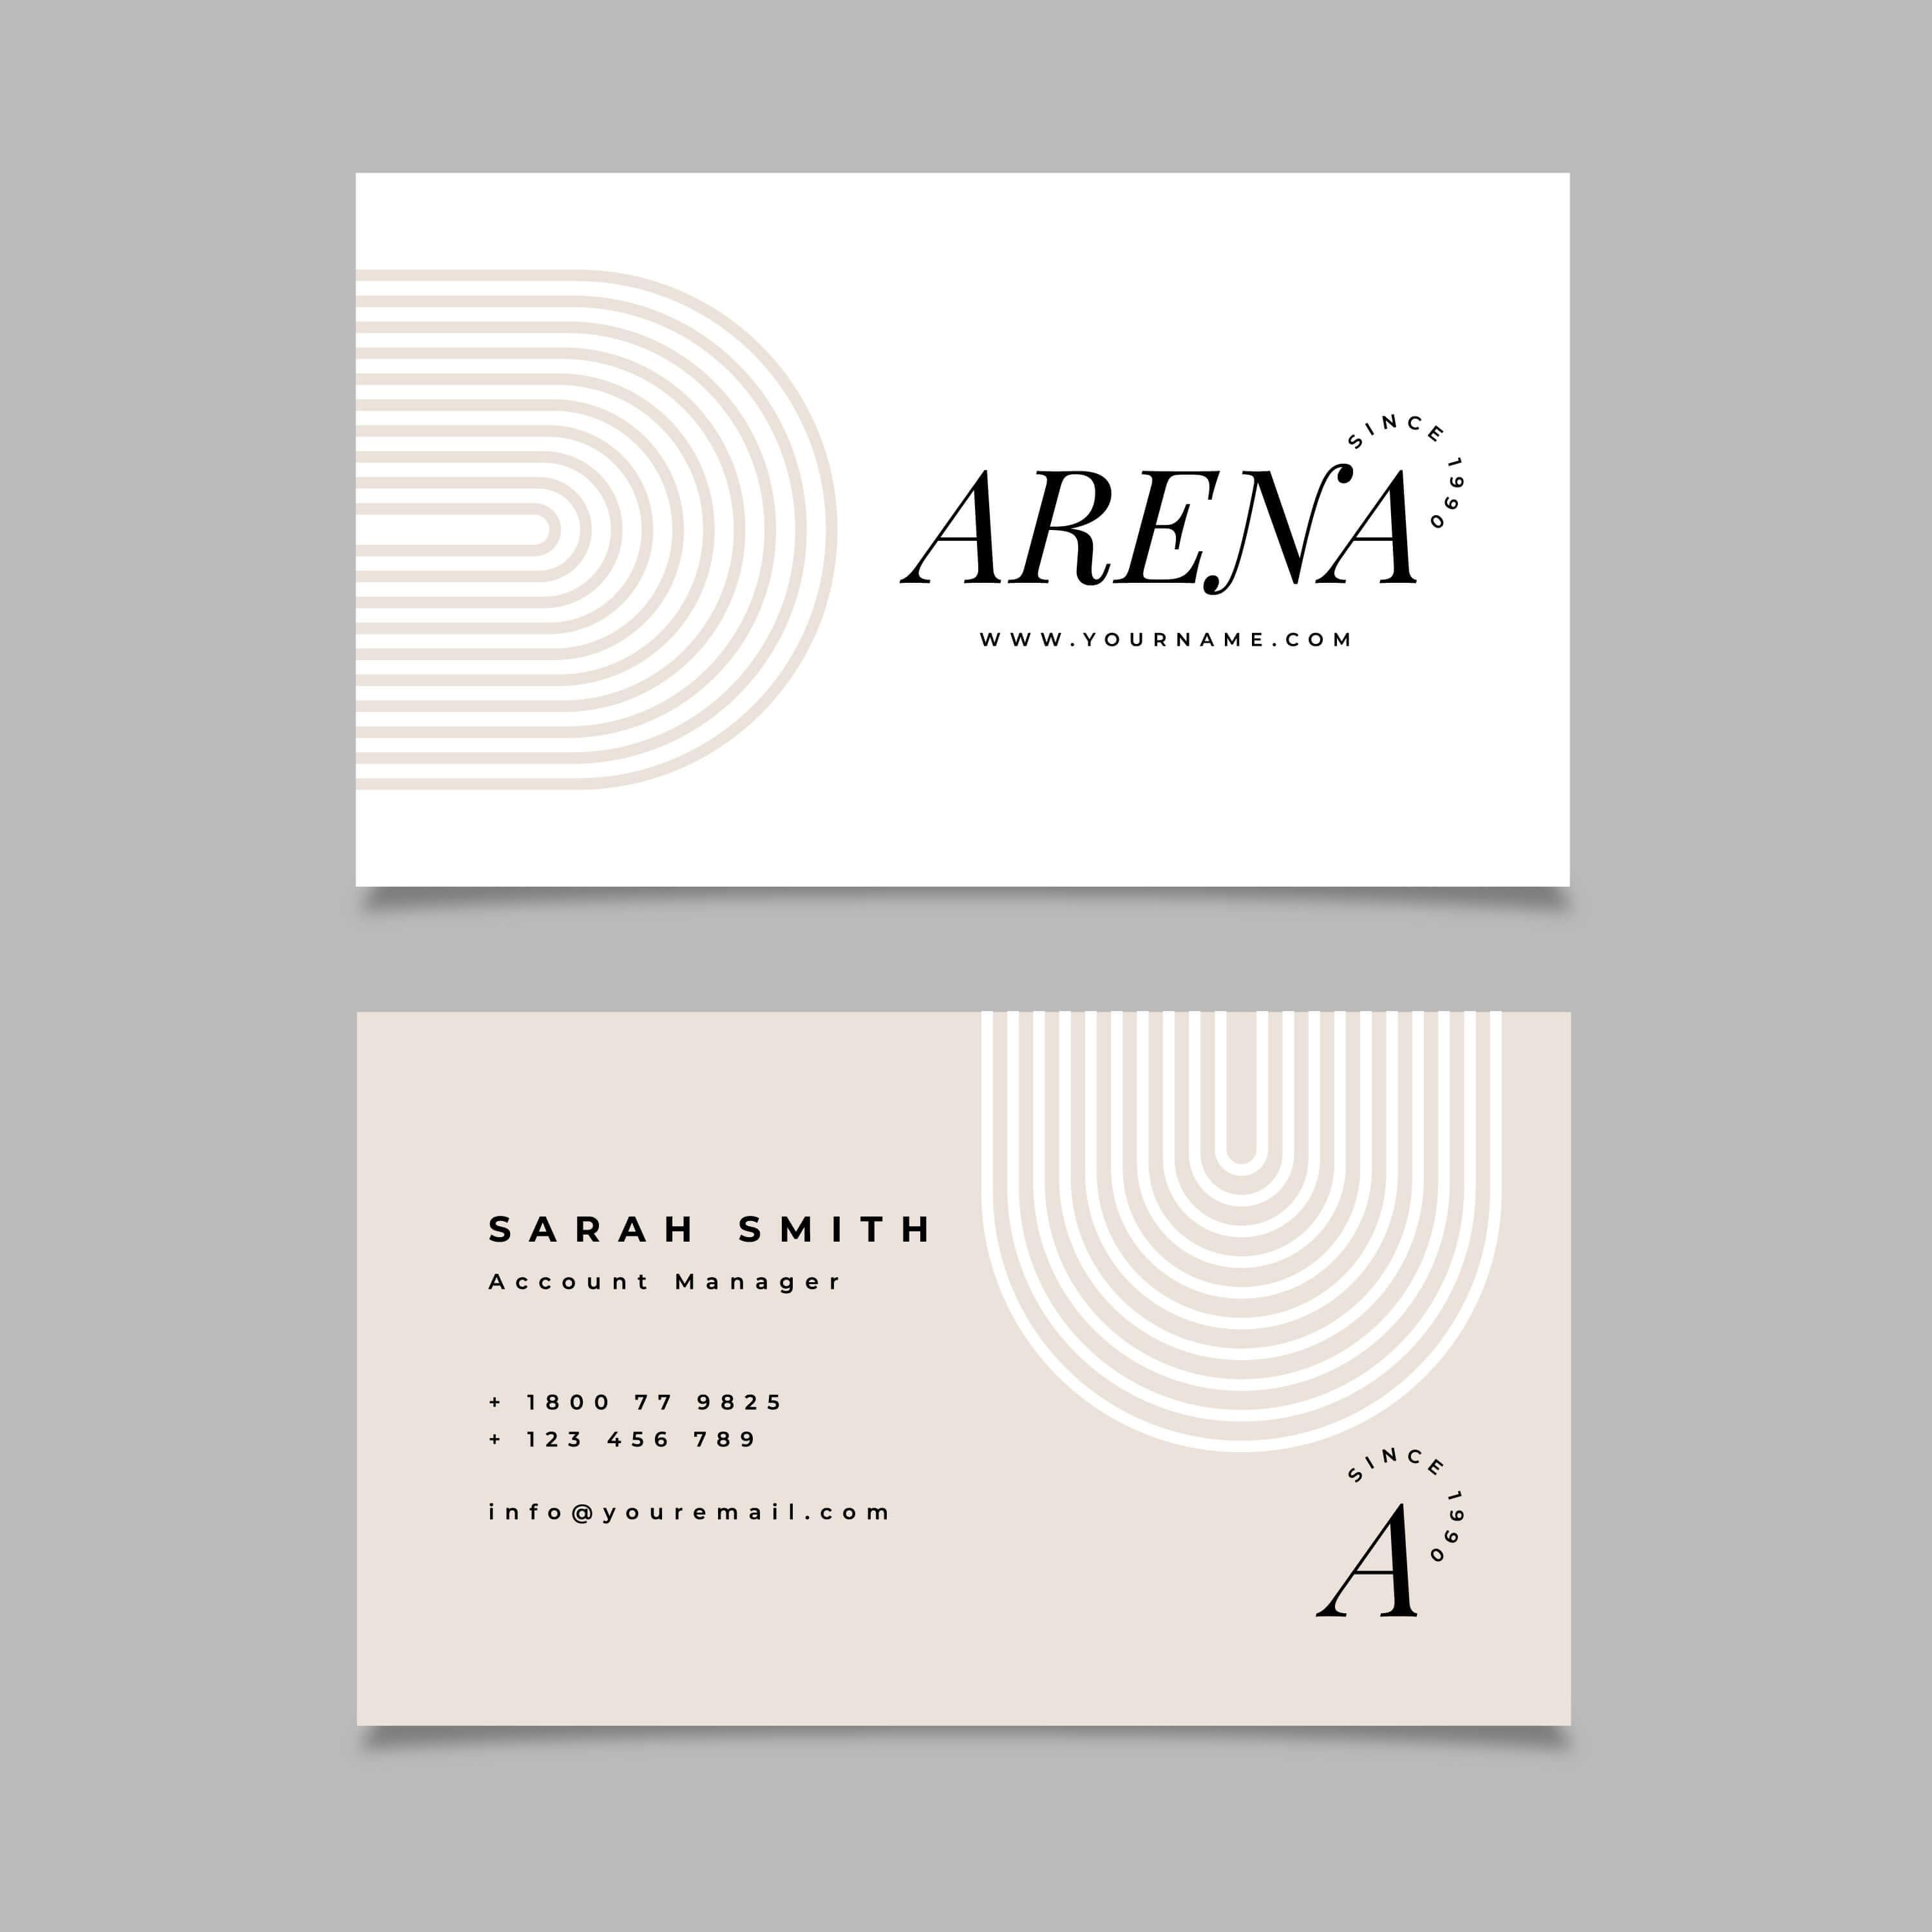 SINCE 1990
ARENA
WWW.YOURNAME.COM
SARAH SMITH
Account Manager
+ 1800 77 9825
+ 123 456 789
info@youremail.com
SINCE 1990
A